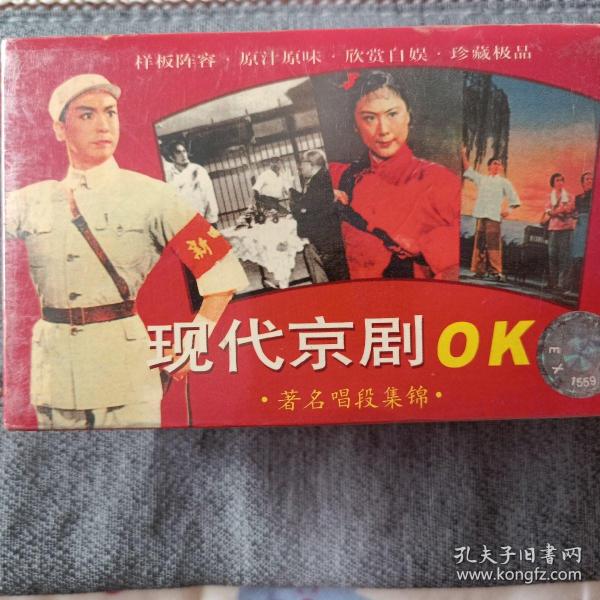 样板阵容·原汁原味·欣赏自娱·珍藏极品
新四
现代京剧OK
·著名唱段集锦·
EX
1559
孔夫子旧书网
www.kongfz.com